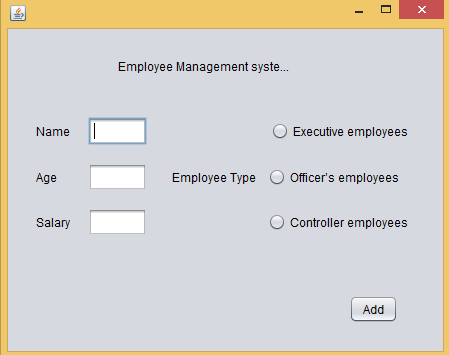 Employee Management syste...
Name
Executive employees
Age
Employee Type
Officer's employees
Salary
Controller employees
Add